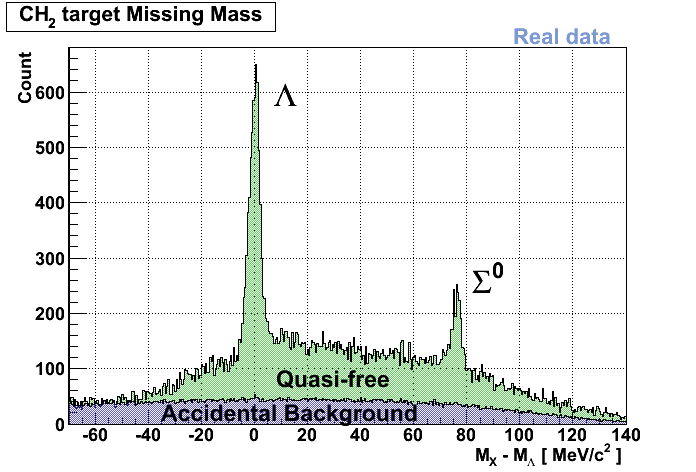 CH2 target Missing Mass
Real data
Count
600
500
400
300
200
100
0
Λ
Σ0
Quasi-free
Accidental Background
-60 -40 -20 0 20 40 60 80 100 120 140
MX - MΛ [ MeV/c2 ]